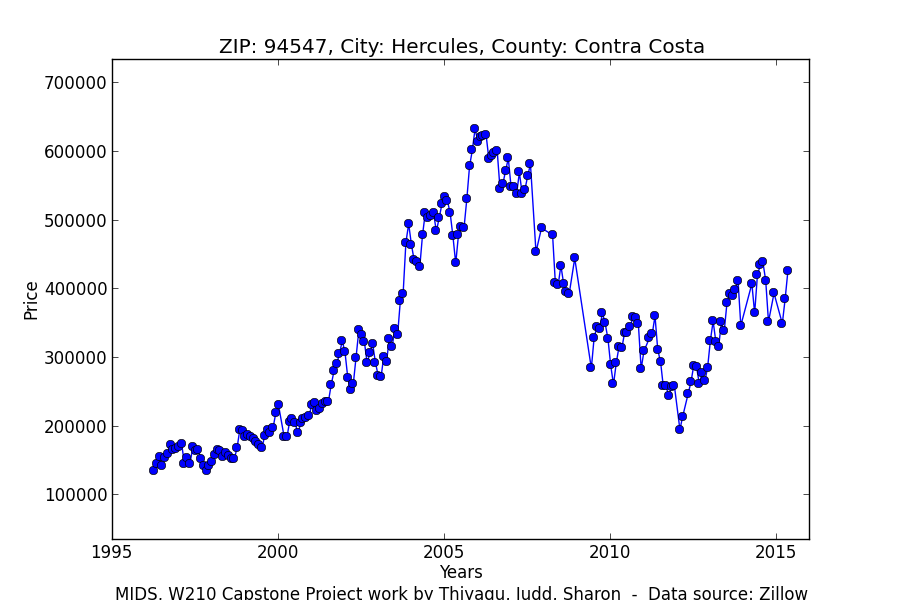 ZIP: 94547, City: Hercules, County: Contra Costa
700000
600000
500000
400000
300000
200000
100000
Price
1995 2000 2005 2010 2015
Years
MIDS, W210 Capstone Project work by Thiyagu, Judd, Sharon - Data source: Zillow